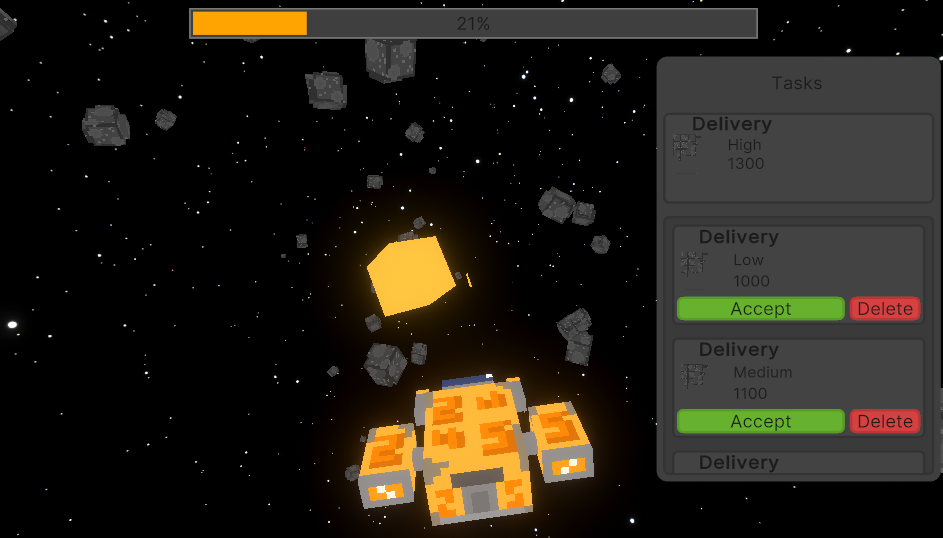 21%
Tasks
Delivery
High
1300
Delivery
Low
1000
Accept Delete
Delivery
Medium
1100
Accept Delete
Delivery